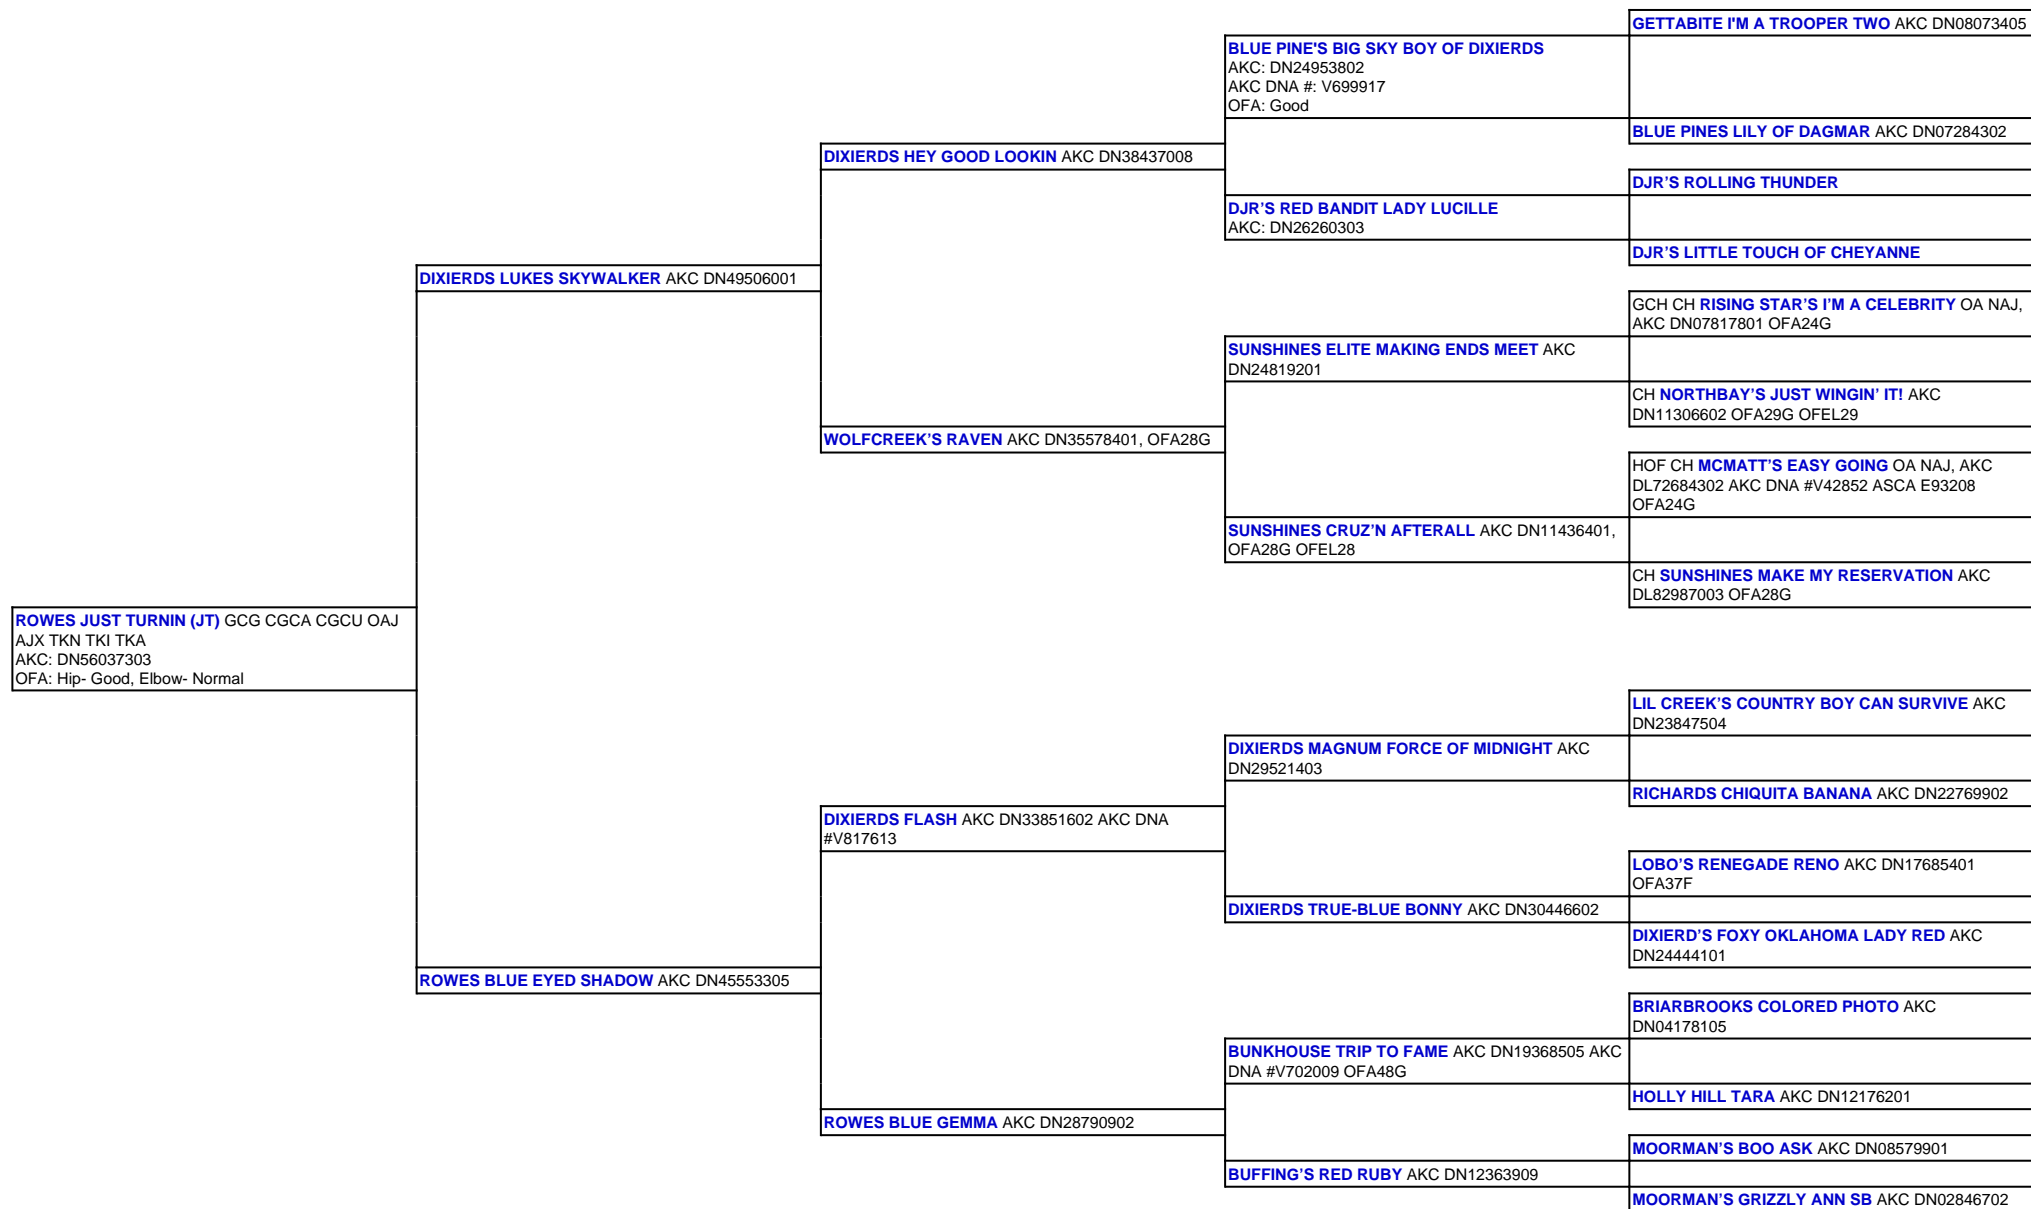 GETTABITE I'M A TROOPER TWO AKC DN08073405
BLUE PINE'S BIG SKY BOY OF DIXIERDS
AKC: DN24953802
AKC DNA #: V699917
OFA: Good
BLUE PINES LILY OF DAGMAR AKC DN07284302
DIXIERDS HEY GOOD LOOKIN AKC DN38437008
DJR’S ROLLING THUNDER
DJR’S RED BANDIT LADY LUCILLE
AKC: DN26260303
DJR’S LITTLE TOUCH OF CHEYANNE
DIXIERDS LUKES SKYWALKER AKC DN49506001
GCH CH RISING STAR’S I’M A CELEBRITY OA NAJ,
AKC DN07817801 OFA24G
SUNSHINES ELITE MAKING ENDS MEET AKC
DN24819201
CH NORTHBAY’S JUST WINGIN’ IT! AKC
DN11306602 OFA29G OFEL29
WOLFCREEK’S RAVEN AKC DN35578401, OFA28G
HOF CH MCMATT’S EASY GOING OA NAJ, AKC
DL72684302 AKC DNA #V42852 ASCA E93208
OFA24G
SUNSHINES CRUZ’N AFTERALL AKC DN11436401,
OFA28G OFEL28
CH SUNSHINES MAKE MY RESERVATION AKC
DL82987003 OFA28G
ROWES JUST TURNIN (JT) GCG CGCA CGCU OAJ
AJX TKN TKI TKA
AKC: DN56037303
OFA: Hip- Good, Elbow- Normal
LIL CREEK’S COUNTRY BOY CAN SURVIVE AKC
DN23847504
DIXIERDS MAGNUM FORCE OF MIDNIGHT AKC
DN29521403
RICHARDS CHIQUITA BANANA AKC DN22769902
DIXIERDS FLASH AKC DN33851602 AKC DNA
#V817613
LOBO’S RENEGADE RENO AKC DN17685401
OFA37F
DIXIERDS TRUE-BLUE BONNY AKC DN30446602
DIXIERD’S FOXY OKLAHOMA LADY RED AKC
DN24444101
ROWES BLUE EYED SHADOW AKC DN45553305
BRIARBROOKS COLORED PHOTO AKC
DN04178105
BUNKHOUSE TRIP TO FAME AKC DN19368505 AKC
DNA #V702009 OFA48G
HOLLY HILL TARA AKC DN12176201
ROWES BLUE GEMMA AKC DN28790902
MOORMAN’S BOO ASK AKC DN08579901
BUFFING’S RED RUBY AKC DN12363909
MOORMAN’S GRIZZLY ANN SB AKC DN02846702